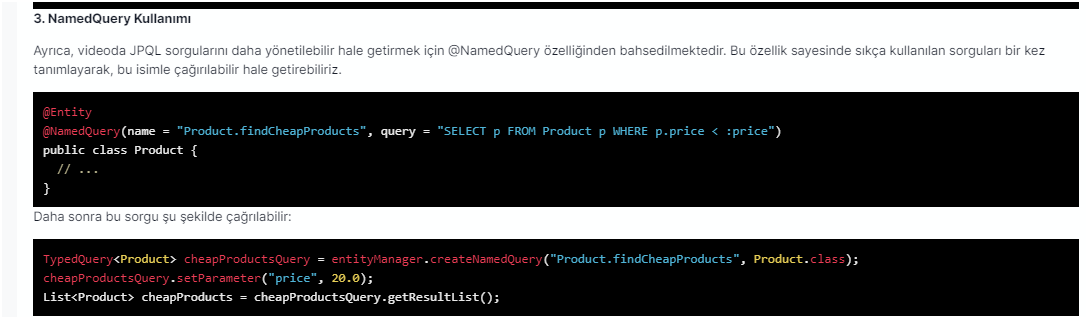 3. NamedQuery Kullanımı
Ayrıca, videoda JPQL sorgularını daha yönetilebilir hale getirmek için @NamedQuery özelliğinden bahsedilmektedir. Bu özellik sayesinde sıkça kullanılan sorguları bir kez
tanımlayarak, bu isimle çağırılabilir hale getirebiliriz.
@Entity
@NamedQuery(name = "Product.findCheapProducts", query = "SELECT p FROM Product p WHERE p.price < :price")
public class Product {
// ...
}
Daha sonra bu sorgu şu şekilde çağrılabilir:
TypedQuery<Product> cheapProductsQuery = entityManager.createNamedQuery("Product.findCheapProducts", Product.class);
cheapProductsQuery.setParameter("price", 20.0);
List<Product> cheapProducts = cheapProductsQuery.getResultList();